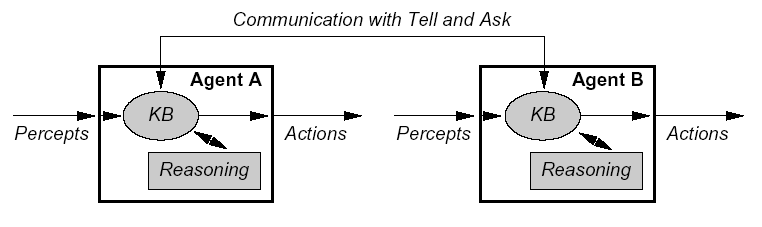 Communication with Tell and Ask
Agent A
Agent B
KB
KB
Percepts
Actions
Percepts
Actions
Reasoning
Reasoning